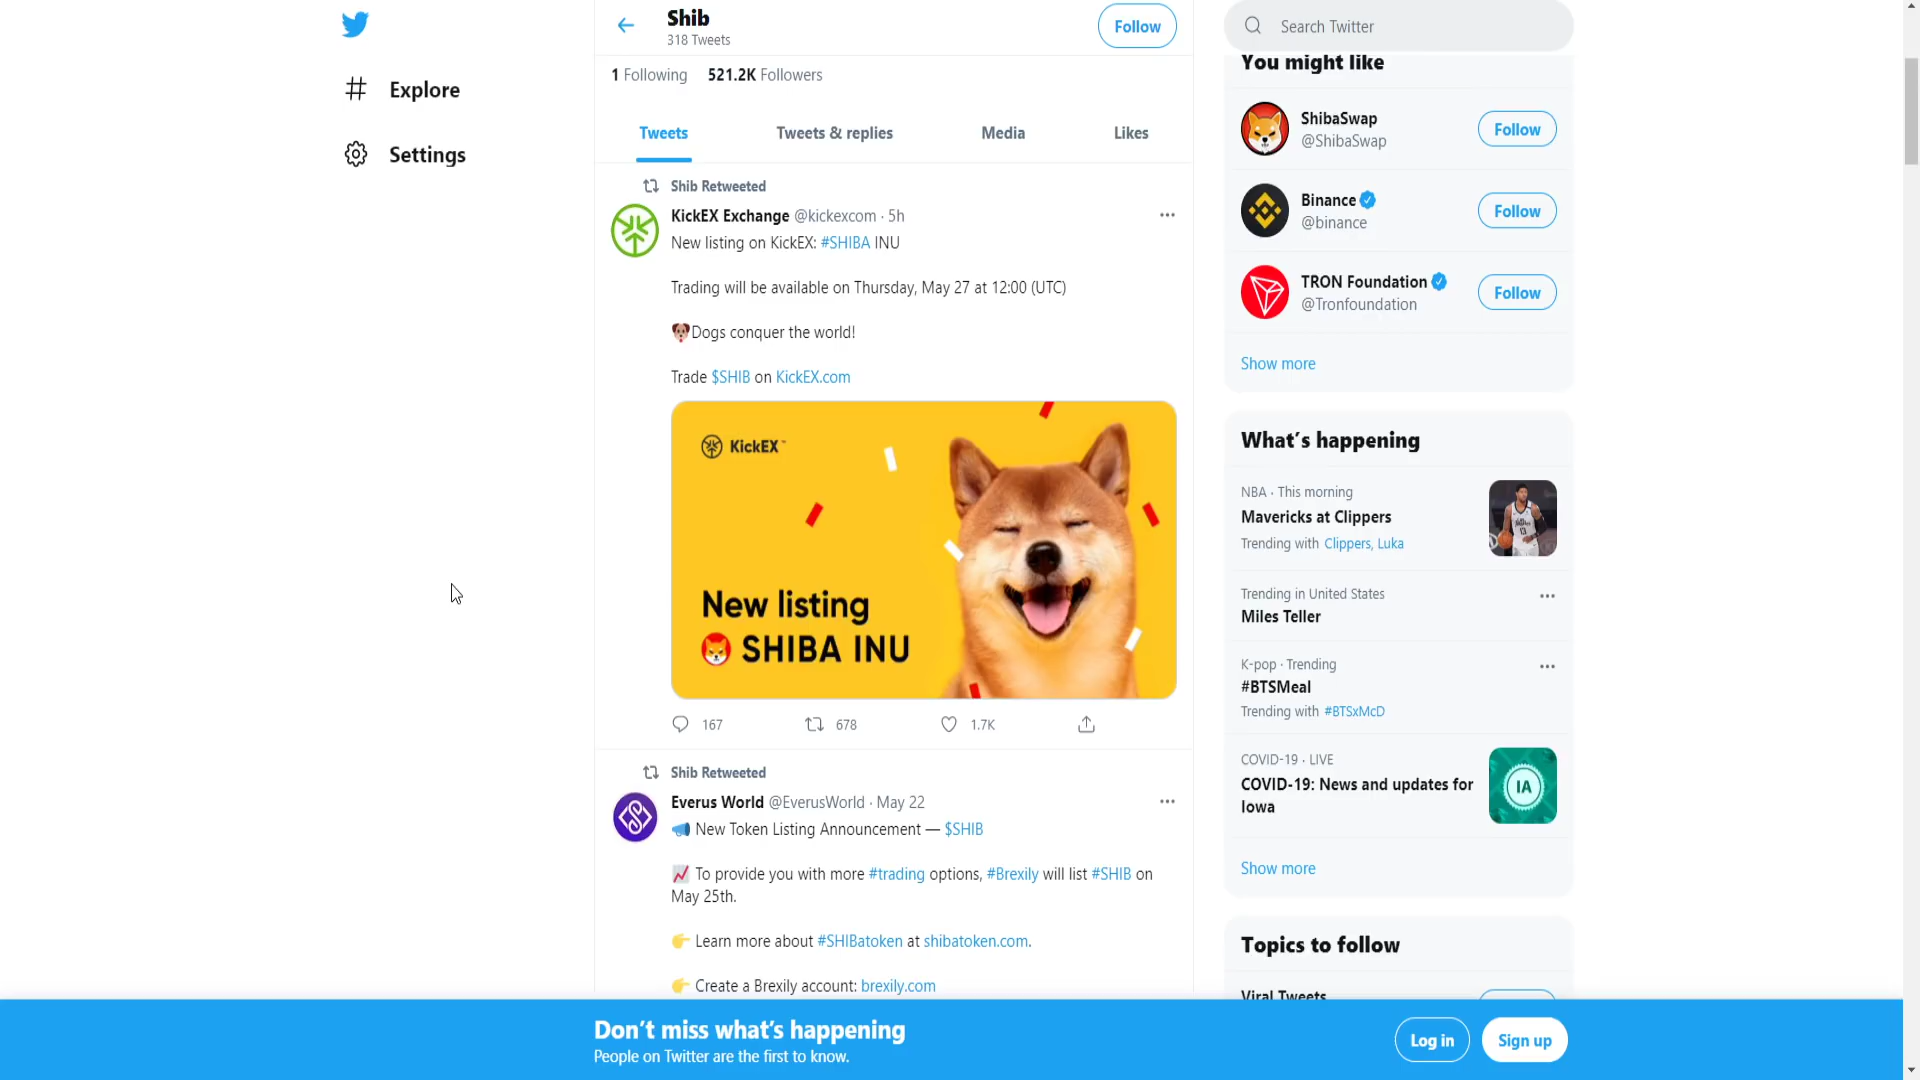 Explore
Settings
Shib
318 Tweets
Follow
1 Following 521.2K Followers
Tweets Tweets & replies Media Likes
Shib Retweeted
KickEX Exchange @kickexcom · 5h
New listing on KickEX: #SHIBA INU
Trading will be available on Thursday, May 27 at 12:00 (UTC)
🐶Dogs conquer the world!
Trade $SHIB on KickEX.com
KickEX™
New listing
SHIBA INU
167 678 1.7K
Shib Retweeted
Everus World @EverusWorld · May 22
📣 New Token Listing Announcement — $SHIB
📈 To provide you with more #trading options, #Brexily will list #SHIB on
May 25th.
👉 Learn more about #SHIBatoken at shibatoken.com.
👉 Create a Brexily account: brexily.com
Search Twitter
You might like
ShibaSwap
@ShibaSwap
Follow
Binance
@binance
Follow
TRON Foundation
@Tronfoundation
Follow
Show more
What's happening
NBA · This morning
Mavericks at Clippers
Trending with Clippers, Luka
Trending in United States
Miles Teller
K-pop · Trending
#BTSMeal
Trending with #BTSxMcD
COVID-19 · LIVE
COVID-19: News and updates for
Iowa
IA
Show more
Topics to follow
Viral Tweets
Don't miss what's happening
People on Twitter are the first to know.
Log in
Sign up